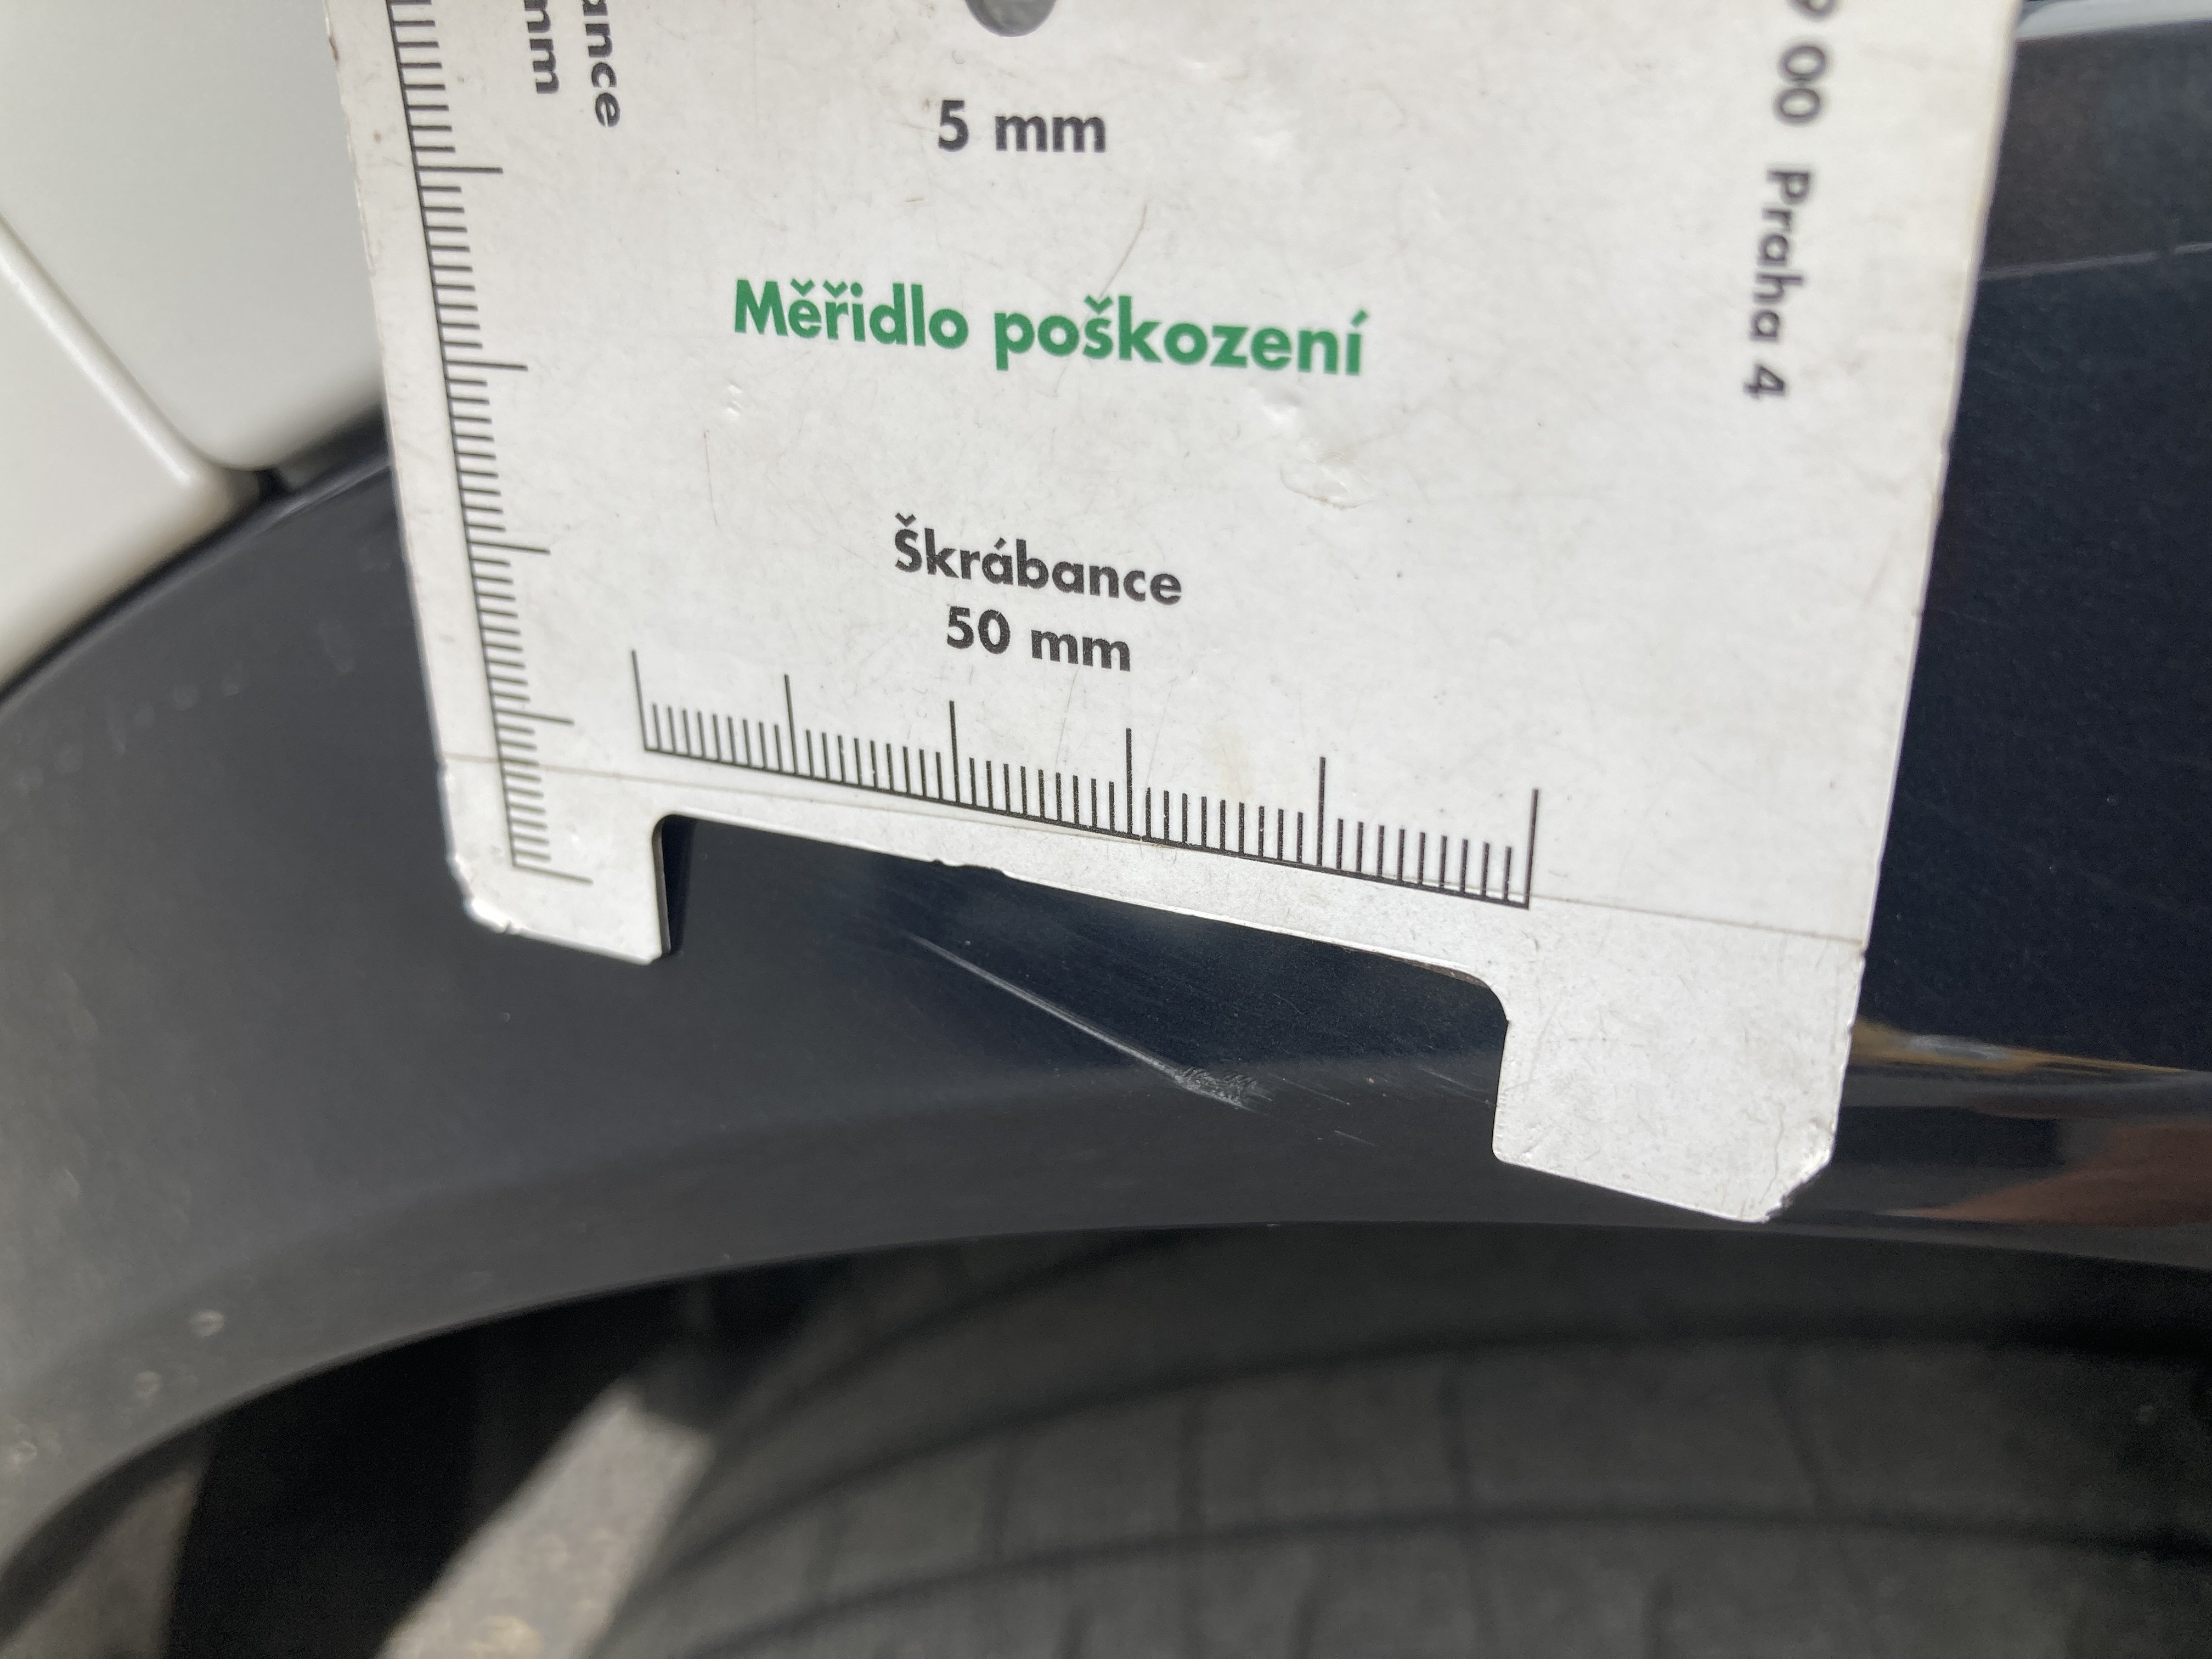 5 mm
Měřidlo poškození
Škrábance
50 mm
00 Praha 4